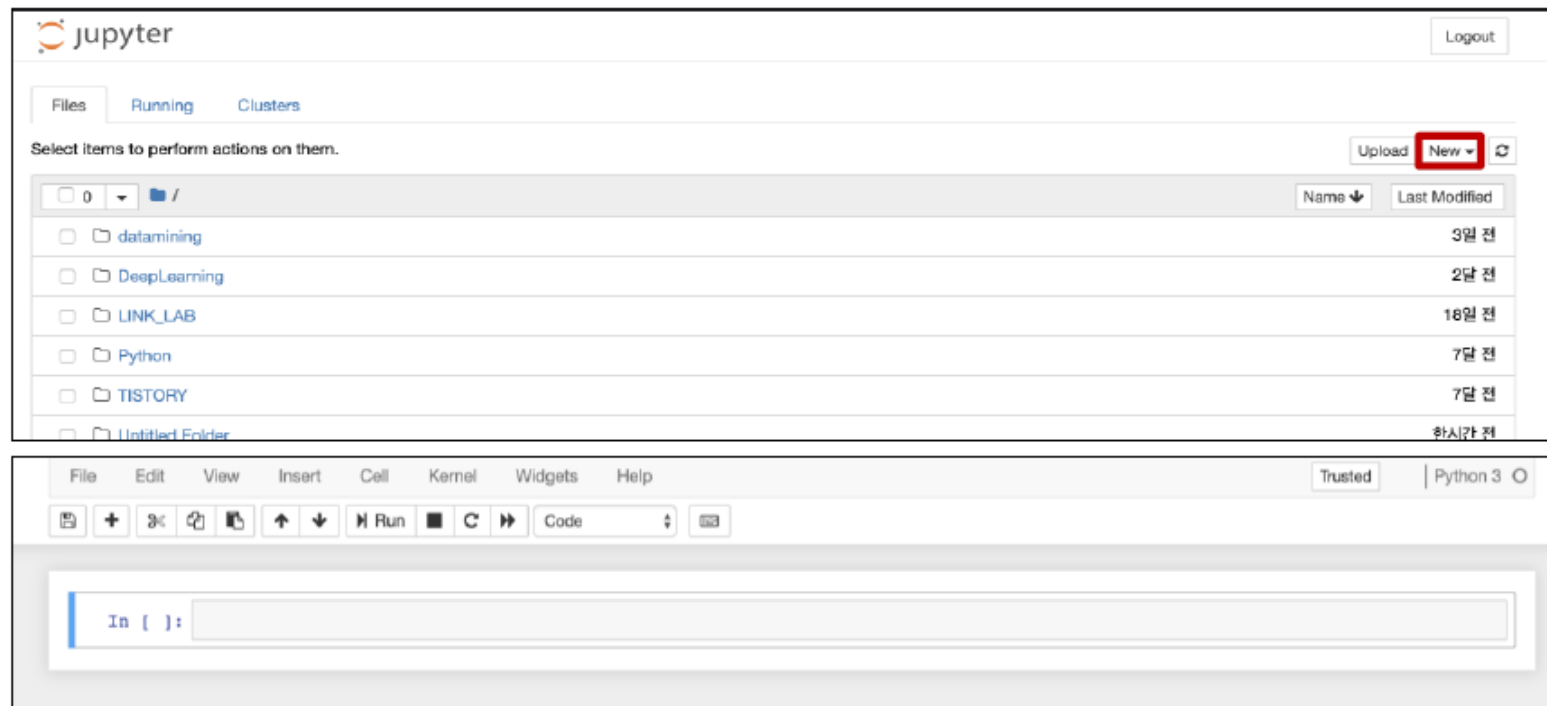 jupyter
Logout
Files Running Clusters
Select items to perform actions on them.
Upload New
0 /
Name Last Modified
datamining 3일 전
DeepLearning 2달 전
LINK_LAB 18일 전
Python 7달 전
TISTORY 7달 전
Untitled Folder 한시간 전
File Edit View Insert Cell Kernel Widgets Help Trusted Python 3
Run Code
In [ ]: